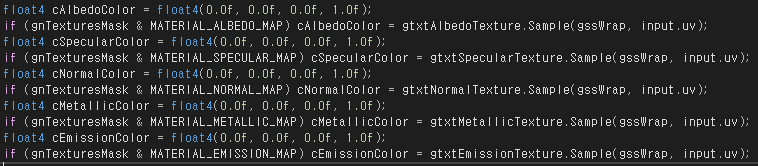 float4 cAlbedoColor = float4(0.0f, 0.0f, 0.0f, 1.0f);
if (gnTexturesMask & MATERIAL_ALBEDO_MAP) cAlbedoColor = gtxtAlbedoTexture.Sample(gssWrap, input.uv);
float4 cSpecularColor = float4(0.0f, 0.0f, 0.0f, 1.0f);
if (gnTexturesMask & MATERIAL_SPECULAR_MAP) cSpecularColor = gtxtSpecularTexture.Sample(gssWrap, input.uv);
float4 cNormalColor = float4(0.0f, 0.0f, 0.0f, 1.0f);
if (gnTexturesMask & MATERIAL_NORMAL_MAP) cNormalColor = gtxtNormalTexture.Sample(gssWrap, input.uv);
float4 cMetallicColor = float4(0.0f, 0.0f, 0.0f, 1.0f);
if (gnTexturesMask & MATERIAL_METALLIC_MAP) cMetallicColor = gtxtMetallicTexture.Sample(gssWrap, input.uv);
float4 cEmissionColor = float4(0.0f, 0.0f, 0.0f, 1.0f);
if (gnTexturesMask & MATERIAL_EMISSION_MAP) cEmissionColor = gtxtEmissionTexture.Sample(gssWrap, input.uv);